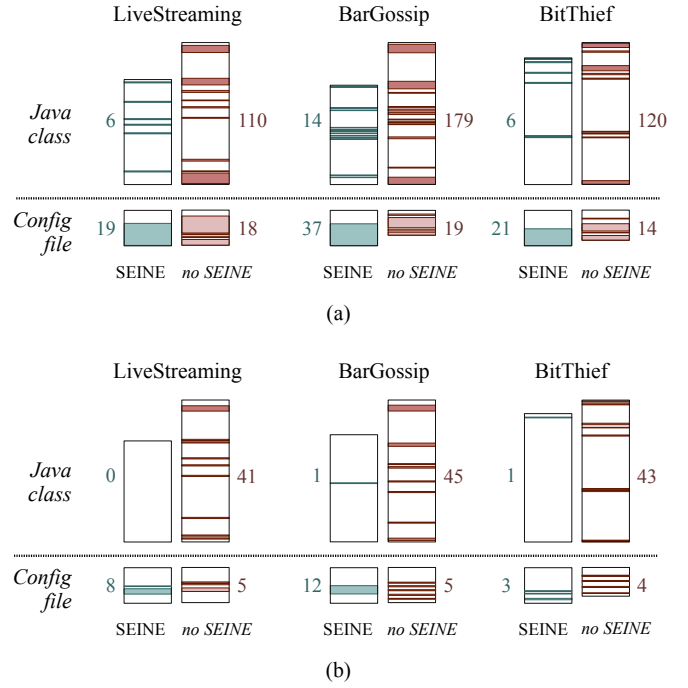 LiveStreaming BarGossip BitThief
Java class 6 110 14 179 6 120
Config file 19 18 37 19 21 14
SEINE no SEINE SEINE no SEINE SEINE no SEINE
(a)
LiveStreaming BarGossip BitThief
Java class 0 41 1 45 1 43
Config file 8 5 12 5 3 4
SEINE no SEINE SEINE no SEINE SEINE no SEINE
(b)